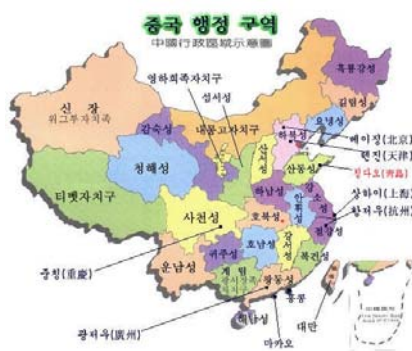 중국 행정 구역
中國行政區域示意圖
흑룡강성
길림성
요녕성
영하회족자치구
섬서성
신 장
위그투자치족
감숙성
내몽고자치구
하북성
산서성
베이징(北京)
텐진(天津)
산동성
칭다오(靑島)
청해성
티벳자치구
하남성
강소성
안휘성
상하이(上海)
항저우(杭州)
절강성
사천성
호북성
호남성
강서성
귀주성
복건성
충칭(重慶)
운남성
광동성
홍콩
대만
해남성
광저우(廣州)
마카오